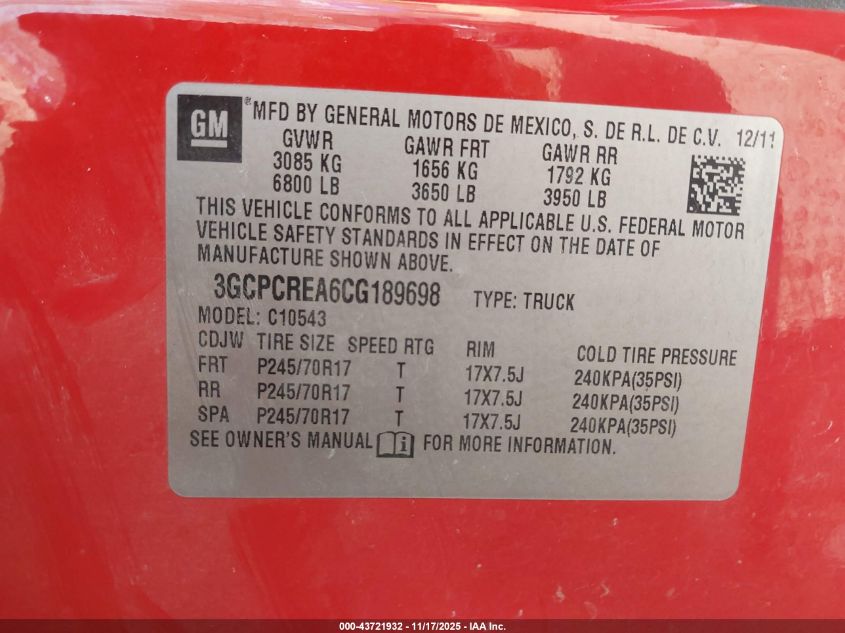 GM ® MFD BY GENERAL MOTORS DE MEXICO, S. DE R.L. DE C.V. 12/11
GVWR GAWR FRT GAWR RR
3085 KG 1656 KG 1792 KG
6800 LB 3650 LB 3950 LB
THIS VEHICLE CONFORMS TO ALL APPLICABLE U.S. FEDERAL MOTOR
VEHICLE SAFETY STANDARDS IN EFFECT ON THE DATE OF
MANUFACTURE SHOWN ABOVE.
3GCPCREA6CG189698 TYPE: TRUCK
MODEL: C10543
CDJW TIRE SIZE SPEED RTG RIM COLD TIRE PRESSURE
FRT P245/70R17 T 17X7.5J 240KPA(35PSI)
RR P245/70R17 T 17X7.5J 240KPA(35PSI)
SPA P245/70R17 T 17X7.5J 240KPA(35PSI)
SEE OWNER'S MANUAL i FOR MORE INFORMATION.
000-43721932 - 11/17/2025 - IAA Inc.